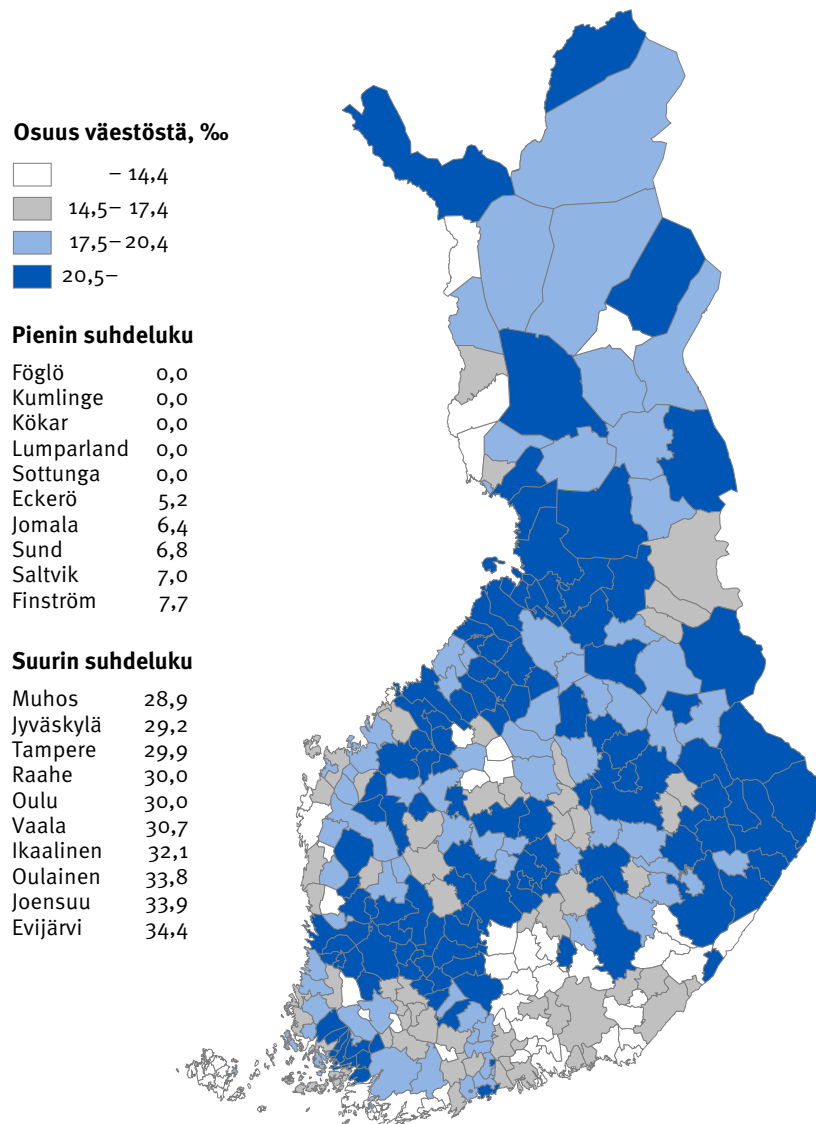 Osuus väestöstä, ‰
– 14,4
14,5– 17,4
17,5– 20,4
20,5–
Pienin suhdeluku
Föglö 0,0
Kumlinge 0,0
Kökar 0,0
Lumparland 0,0
Sottunga 0,0
Eckerö 5,2
Jomala 6,4
Sund 6,8
Saltvik 7,0
Finström 7,7
Suurin suhdeluku
Muhos 28,9
Jyväskylä 29,2
Tampere 29,9
Raahe 30,0
Oulu 30,0
Vaala 30,7
Ikaalinen 32,1
Oulainen 33,8
Joensuu 33,9
Evijärvi 34,4